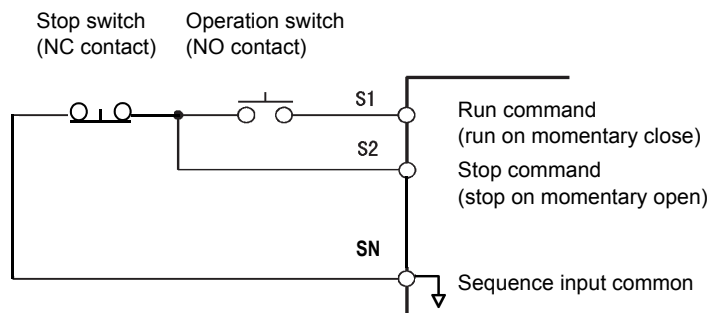 Stop switch
(NC contact)
Operation switch
(NO contact)
S1
Run command
(run on momentary close)
S2
Stop command
(stop on momentary open)
SN
Sequence input common